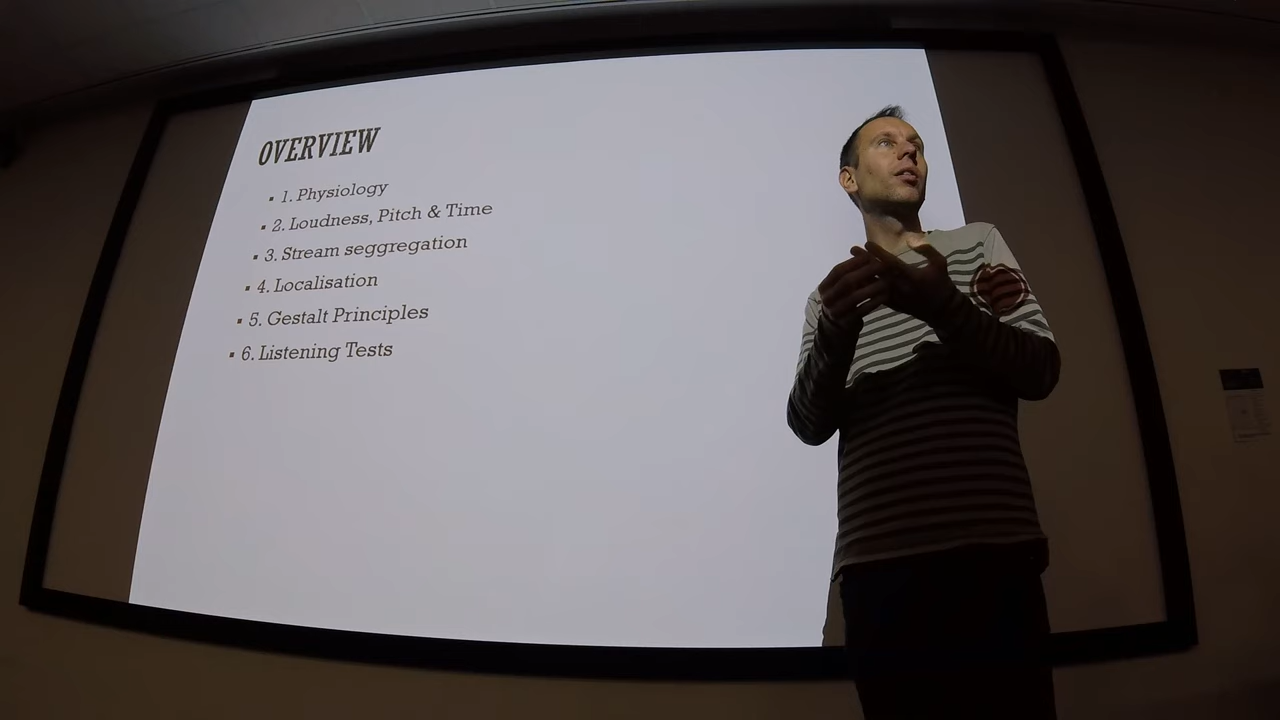 OVERVIEW
1. Physiology
2. Loudness, Pitch & Time
3. Stream seggregation
4. Localisation
5. Gestalt Principles
6. Listening Tests